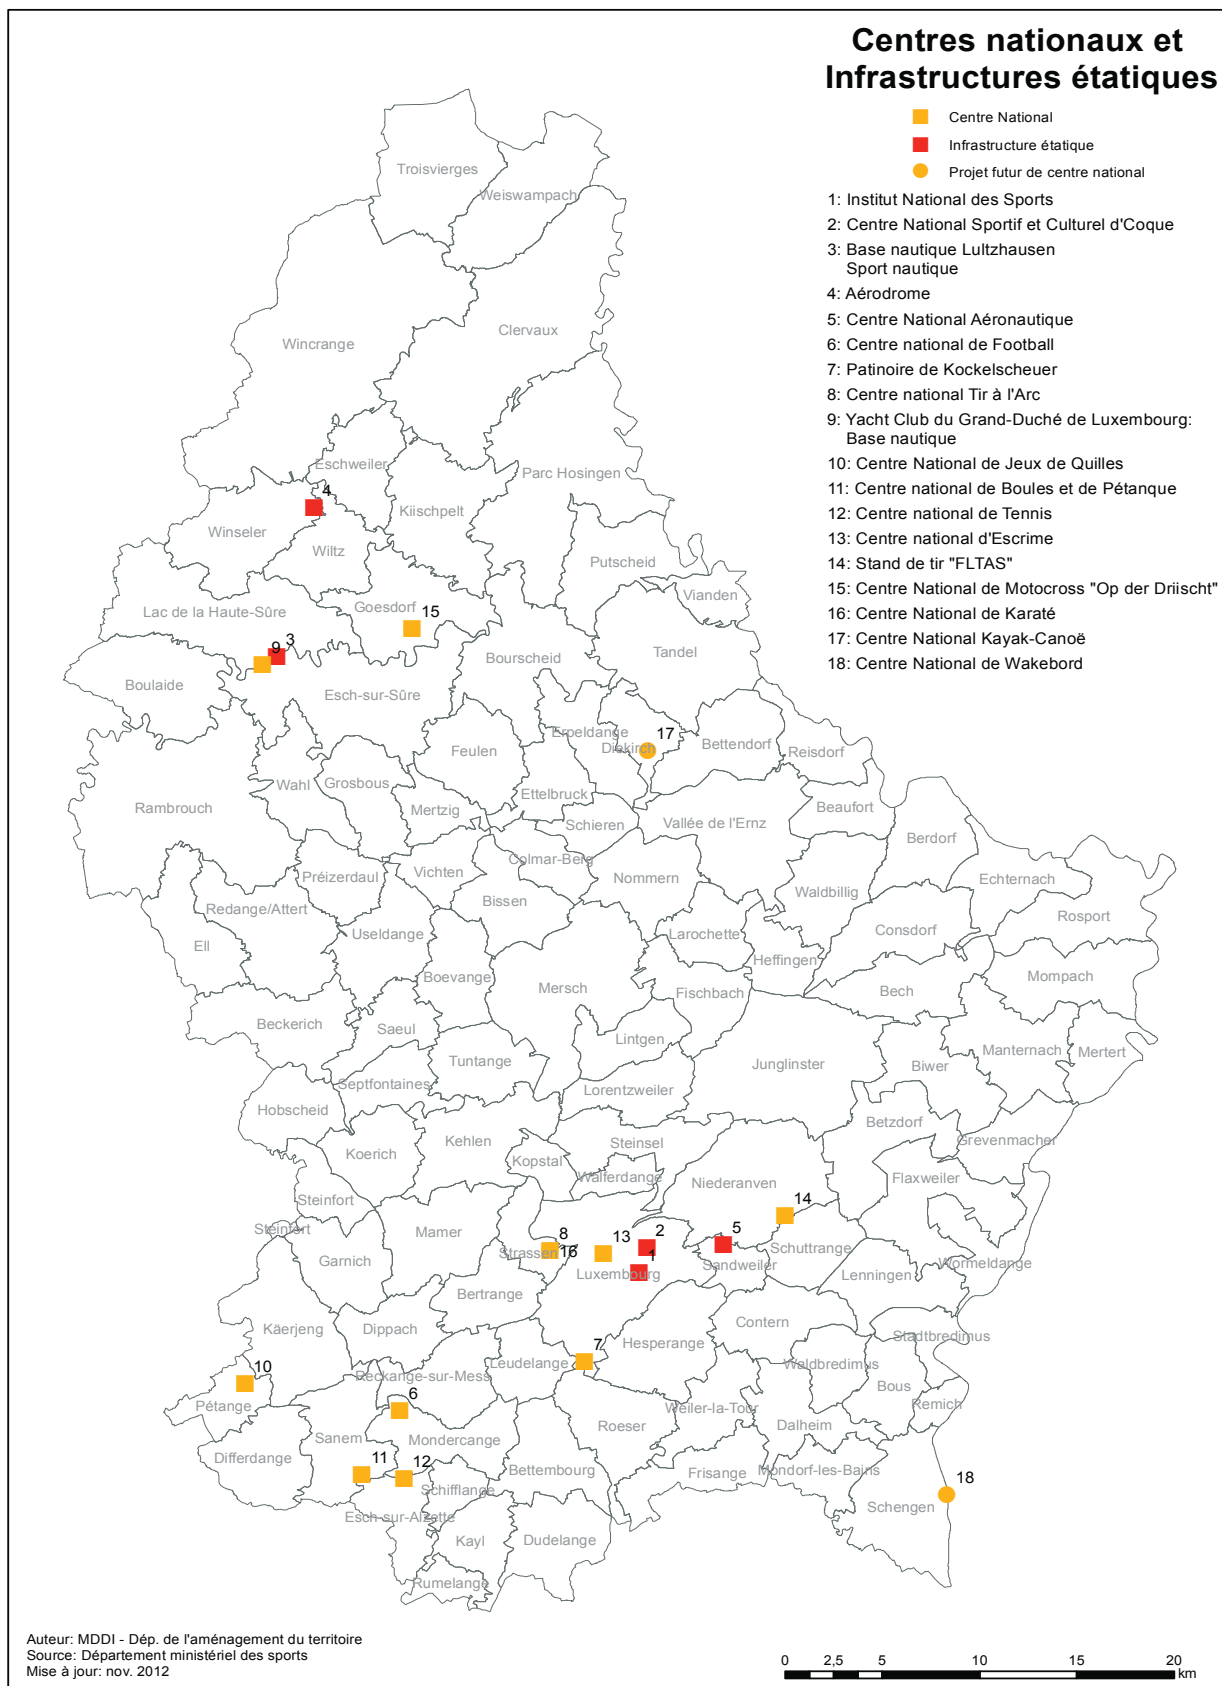 Centres nationaux et
Infrastructures étatiques
Centre National
Infrastructure étatique
Projet futur de centre national
1: Institut National des Sports
2: Centre National Sportif et Culturel d'Coque
3: Base nautique Lultzhausen
Sport nautique
4: Aérodrome
5: Centre National Aéronautique
6: Centre national de Football
7: Patinoire de Kockelscheuer
8: Centre national Tir à l'Arc
9: Yacht Club du Grand-Duché de Luxembourg:
Base nautique
10: Centre National de Jeux de Quilles
11: Centre national de Boules et de Pétanque
12: Centre national de Tennis
13: Centre national d'Escrime
14: Stand de tir "FLTAS"
15: Centre National de Motocross "Op der Driischt"
16: Centre National de Karaté
17: Centre National Kayak-Canoë
18: Centre National de Wakebord
Troisvierges
Weiswampach
Clervaux
Wincrange
Eschweiler
Parc Hosingen
4
Kiischpelt
Winseler
Wiltz
Putscheid
Vianden
Goesdorf
Lac de la Haute-Sûre
15
3
9
Bourscheid
Tandel
Boulaide
Esch-sur-Sûre
Erpeldange
17
Diekirch
Bettendorf
Reisdorf
Feulen
Wahl
Grosbous
Ettelbruck
Rambrouch
Mertzig
Beaufort
Schieren
Vallée de l'Ernz
Berdorf
Colmar-Berg
Vichten
Préizerdaul
Nommern
Echternach
Waldbillig
Bissen
Redange/Attert
Rosport
Useldange
Larochette
Consdorf
Ell
Heffingen
Boevange
Mompach
Mersch
Fischbach
Bech
Beckerich
Saeul
Lintgen
Manternach
Mertert
Tuntange
Junglinster
Biwer
Septfontaines
Lorentzweiler
Hobscheid
Betzdorf
Kehlen
Steinsel
Grevenmacher
Koerich
Kopstal
Walferdange
Flaxweiler
Niederanven
Steinfort
14
Steinfort
Mamer
8
13
2
5
Strassen
16
1
Schuttrange
Garnich
Luxembourg
Sandweiler
Wormeldange
Lenningen
Bertrange
Contern
Käerjeng
Dippach
Stadtbredimus
7
Hesperange
Leudelange
Waldbredimus
10
Reckange-sur-Mess
Bous
6
Remich
Pétange
Weiler-la-Tour
Dalheim
Roeser
Sanem
Mondercange
Differdange
11
12
Bettembourg
Frisange
Mondorf-les-Bains
18
Schifflange
Schengen
Esch-sur-Alzette
Kayl
Dudelange
Rumelange
Auteur: MDDI - Dép. de l'aménagement du territoire
Source: Département ministériel des sports
Mise à jour: nov. 2012
0 2,5 5 10 15 20
km